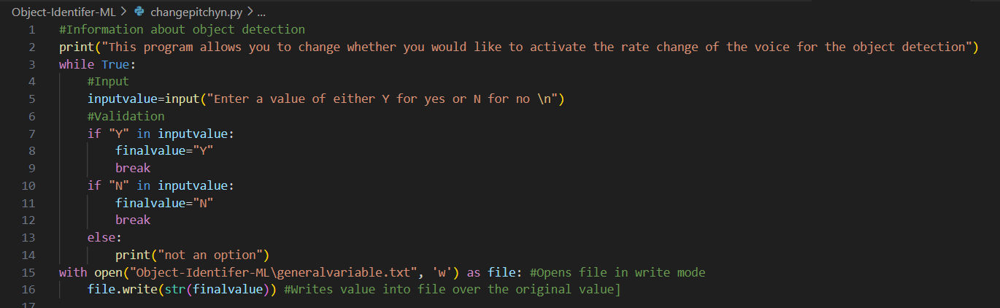 Object-Identifer-ML > changepitchyn.py > ...
1 #Information about object detection
2 print("This program allows you to change whether you would like to activate the rate change of the voice for the object detection")
3 while True:
4     #Input
5     inputvalue=input("Enter a value of either Y for yes or N for no \n")
6     #Validation
7     if "Y" in inputvalue:
8         finalvalue="Y"
9         break
10     if "N" in inputvalue:
11         finalvalue="N"
12         break
13     else:
14         print("not an option")
15 with open("Object-Identifer-ML\generalvariable.txt", 'w') as file: #Opens file in write mode
16     file.write(str(finalvalue)) #Writes value into file over the original value]
17